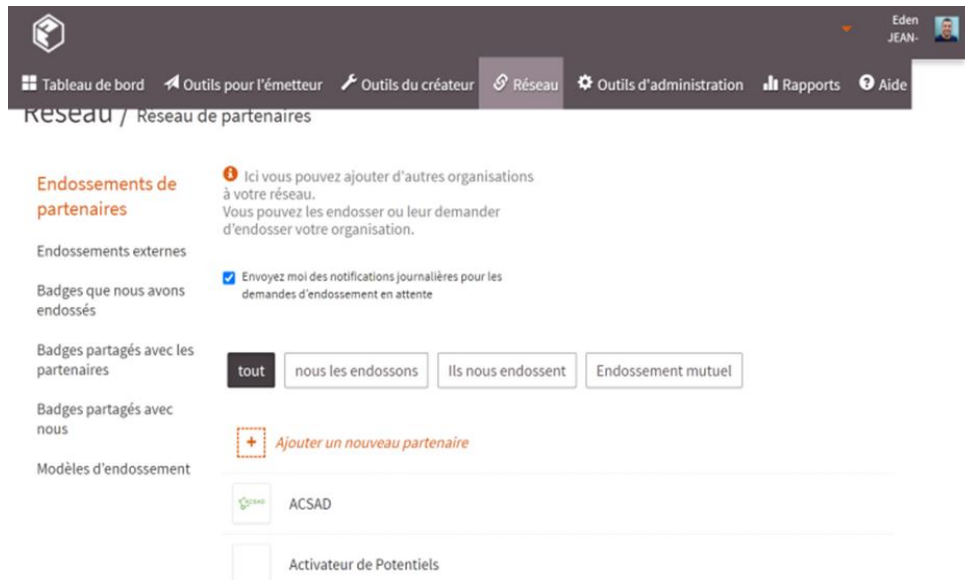 Eden
JEAN-
Tableau de bord Outils pour l'émetteur Outils du créateur Réseau Outils d'administration Rapports Aide
Réseau / Reseau de partenaires
Endossements de
partenaires
Endossements externes
Badges que nous avons
endossés
Badges partagés avec les
partenaires
Badges partagés avec
nous
Modèles d'endossement
Ici vous pouvez ajouter d'autres organisations
à votre réseau.
Vous pouvez les endosser ou leur demander
d'endosser votre organisation.
Envoyez moi des notifications journalières pour les
demandes d'endossement en attente
tout nous les endossons Ils nous endossent Endossement mutuel
+ Ajouter un nouveau partenaire
ACSAD ACSAD
Activateur de Potentiels